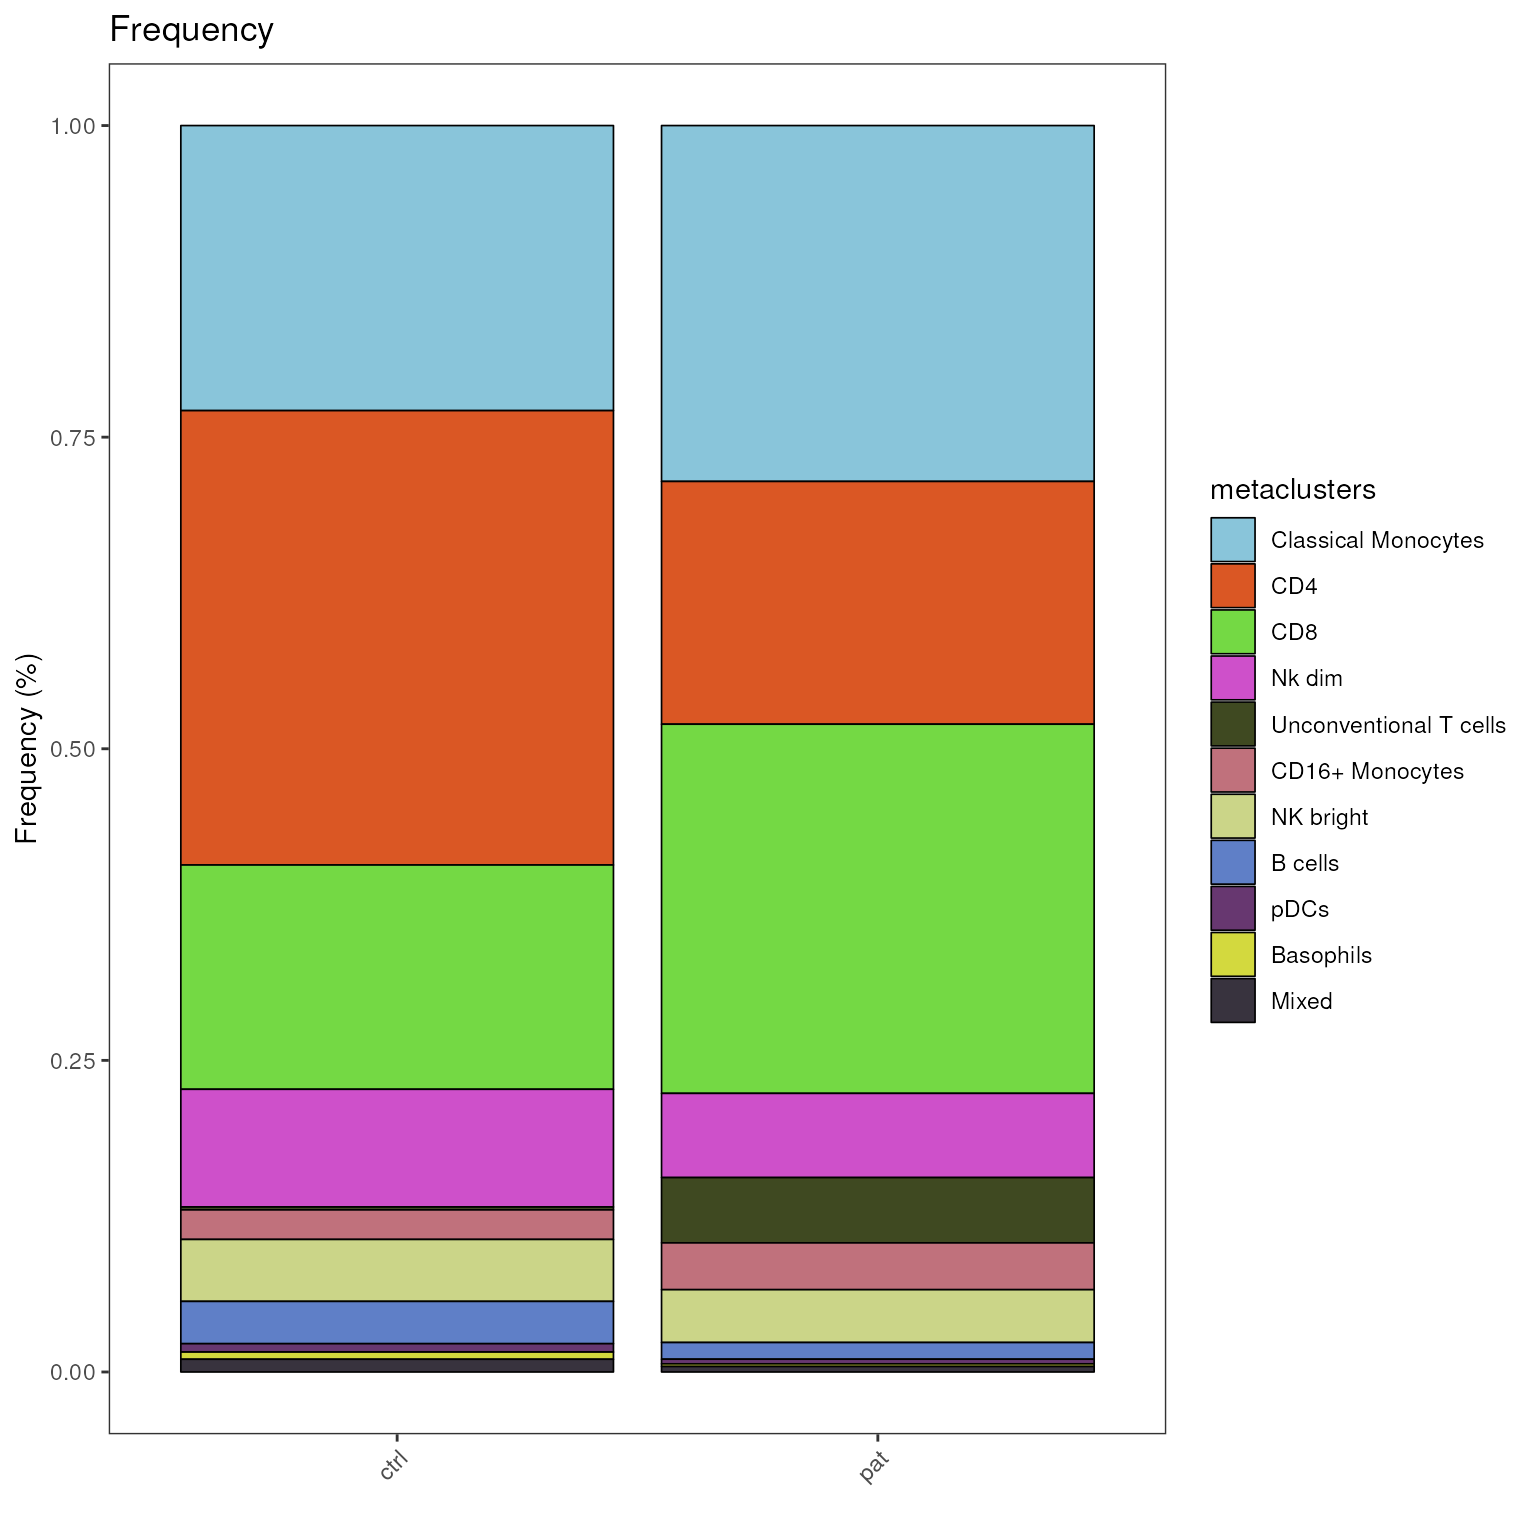 Frequency
1.00
0.75
0.50
0.25
0.00
Frequency (%)
ctrl
pat
metaclusters
Classical Monocytes
CD4
CD8
Nk dim
Unconventional T cells
CD16+ Monocytes
NK bright
B cells
pDCs
Basophils
Mixed